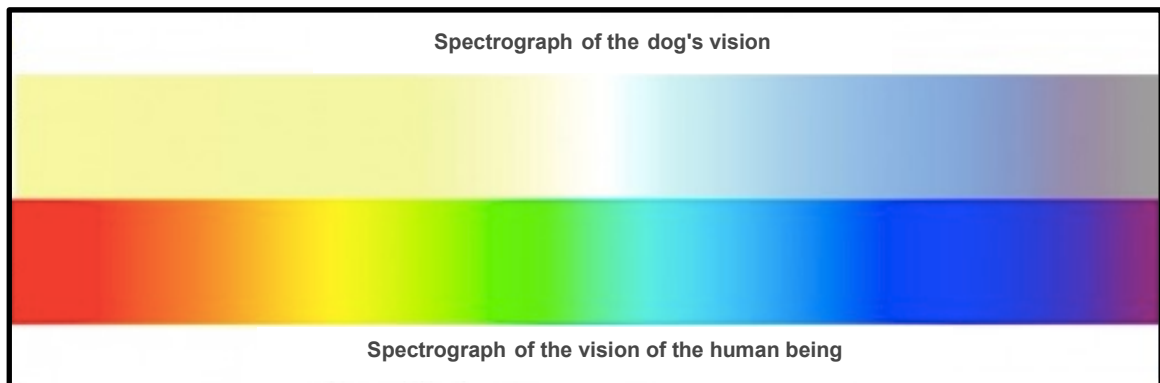 Spectrograph of the dog's vision
Spectrograph of the vision of the human being